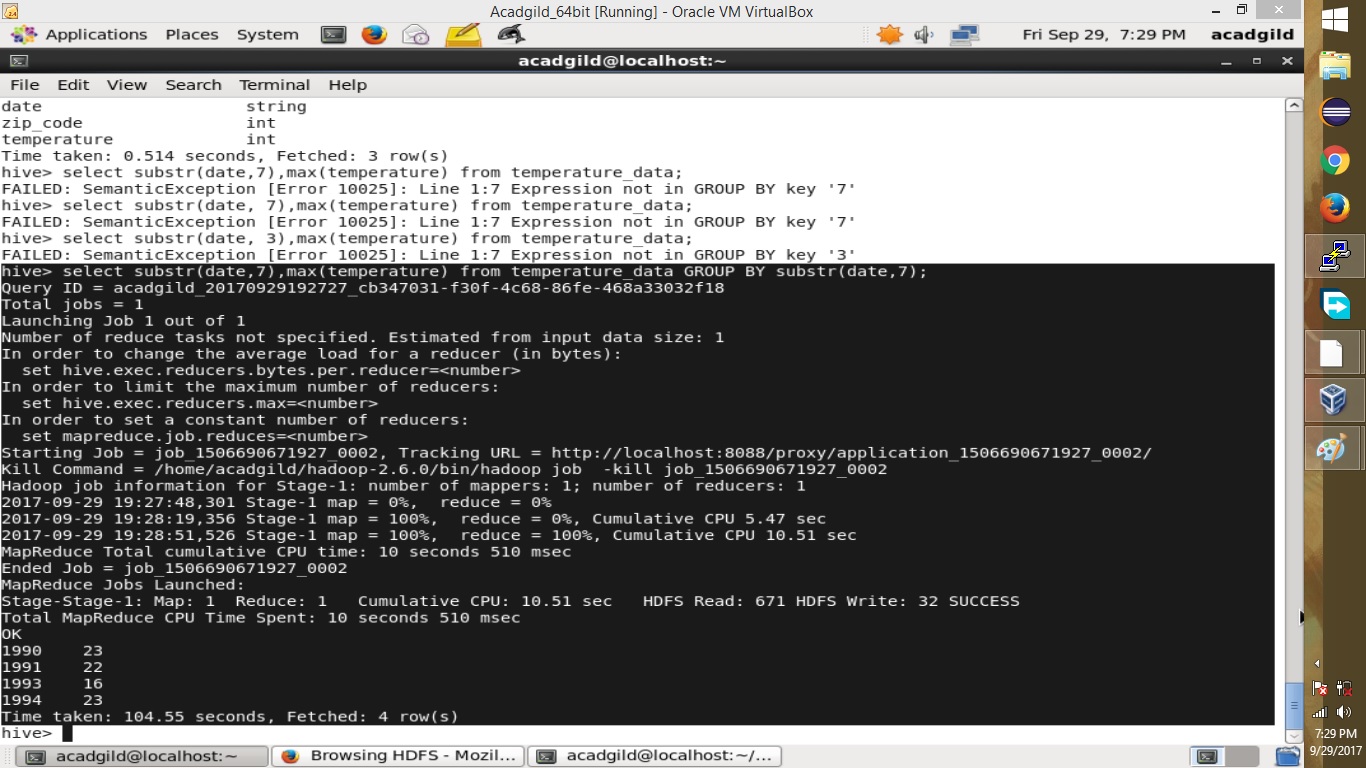 Acadgild_64bit [Running] - Oracle VM VirtualBox
Applications Places System Fri Sep 29, 7:29 PM acadgild
acadgild@localhost:~
File Edit View Search Terminal Help
date string
zip_code int
temperature int
Time taken: 0.514 seconds, Fetched: 3 row(s)
hive> select substr(date,7),max(temperature) from temperature_data;
FAILED: SemanticException [Error 10025]: Line 1:7 Expression not in GROUP BY key '7'
hive> select substr(date, 7),max(temperature) from temperature_data;
FAILED: SemanticException [Error 10025]: Line 1:7 Expression not in GROUP BY key '7'
hive> select substr(date, 3),max(temperature) from temperature_data;
FAILED: SemanticException [Error 10025]: Line 1:7 Expression not in GROUP BY key '3'
hive> select substr(date,7),max(temperature) from temperature_data GROUP BY substr(date,7);
Query ID = acadgild_20170929192727_cb347031-f30f-4c68-86fe-468a33032f18
Total jobs = 1
Launching Job 1 out of 1
Number of reduce tasks not specified. Estimated from input data size: 1
In order to change the average load for a reducer (in bytes):
  set hive.exec.reducers.bytes.per.reducer=<number>
In order to limit the maximum number of reducers:
  set hive.exec.reducers.max=<number>
In order to set a constant number of reducers:
  set mapreduce.job.reduces=<number>
Starting Job = job_1506690671927_0002, Tracking URL = http://localhost:8088/proxy/application_1506690671927_0002/
Kill Command = /home/acadgild/hadoop-2.6.0/bin/hadoop job  -kill job_1506690671927_0002
Hadoop job information for Stage-1: number of mappers: 1; number of reducers: 1
2017-09-29 19:27:48,301 Stage-1 map = 0%,  reduce = 0%
2017-09-29 19:28:19,356 Stage-1 map = 100%,  reduce = 0%, Cumulative CPU 5.47 sec
2017-09-29 19:28:51,526 Stage-1 map = 100%,  reduce = 100%, Cumulative CPU 10.51 sec
MapReduce Total cumulative CPU time: 10 seconds 510 msec
Ended Job = job_1506690671927_0002
MapReduce Jobs Launched:
Stage-Stage-1: Map: 1  Reduce: 1   Cumulative CPU: 10.51 sec   HDFS Read: 671 HDFS Write: 32 SUCCESS
Total MapReduce CPU Time Spent: 10 seconds 510 msec
OK
1990 23
1991 22
1993 16
1994 23
Time taken: 104.55 seconds, Fetched: 4 row(s)
hive>
acadgild@localhost:~ Browsing HDFS - Mozil... acadgild@localhost:~/...
7:29 PM
9/29/2017